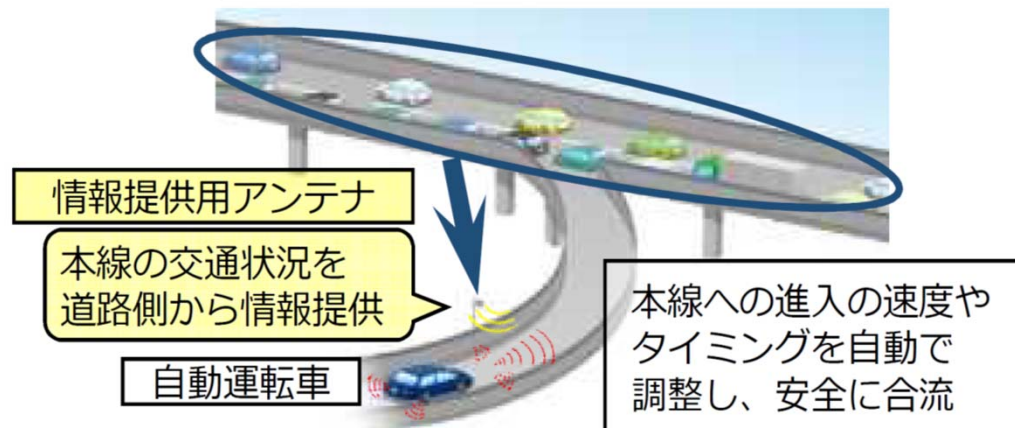 情報提供用アンテナ
本線の交通状況を
道路側から情報提供
自動運転車
本線への進入の速度や
タイミングを自動で
調整し、安全に合流